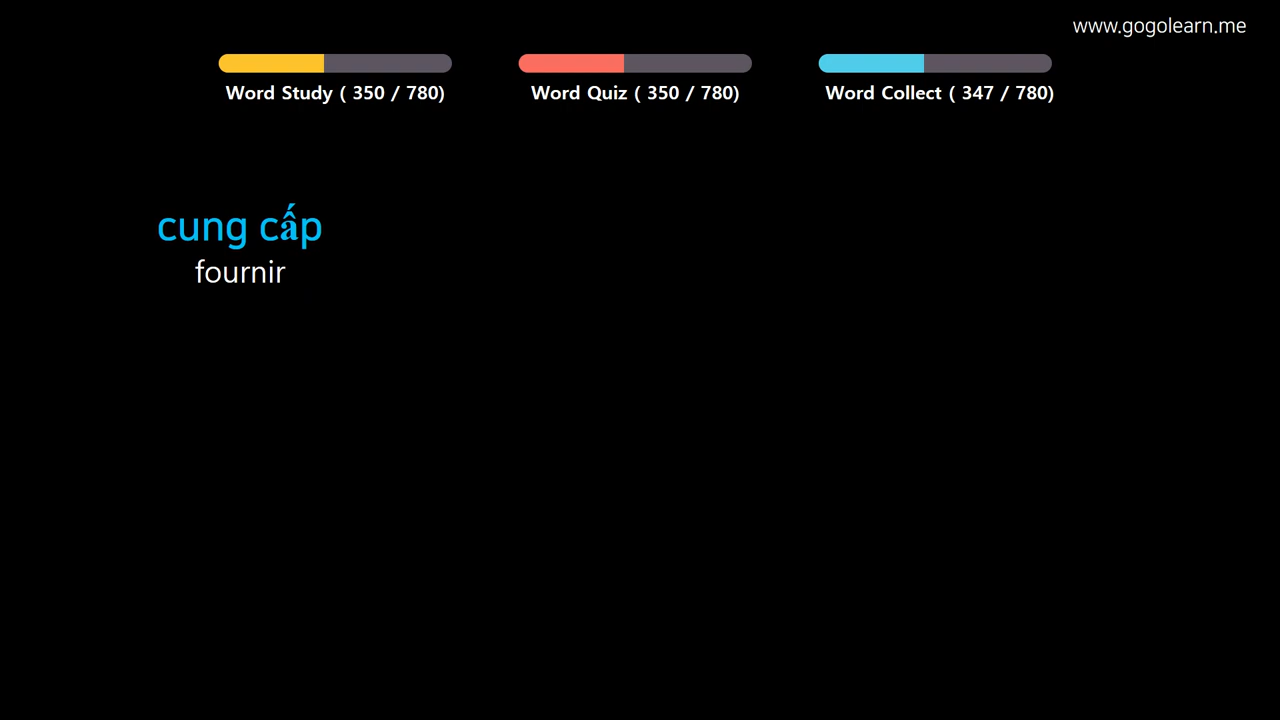 www.gogolearn.me
Word Study ( 350 / 780)
Word Quiz ( 350 / 780)
Word Collect ( 347 / 780)
cung cấp
fournir